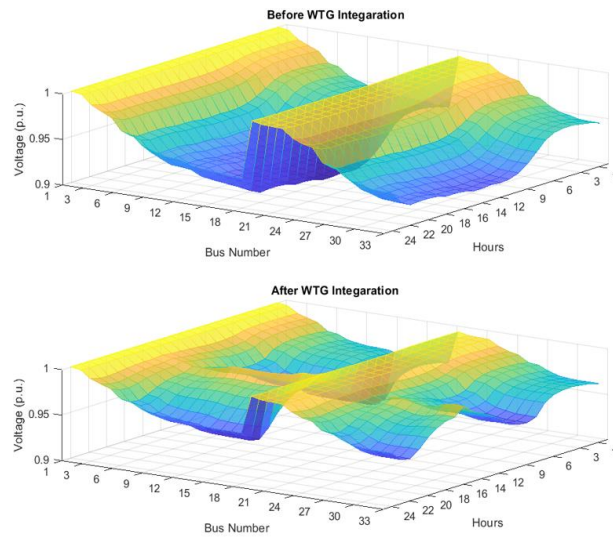 Before WTG Integaration
Voltage (p.u.)
1
0.95
0.9
1 3 6 9 12 15 18 21 24 27 30 33
Bus Number
24 22 20 18 16 14 12 9 6 3
Hours
After WTG Integaration
Voltage (p.u.)
1
0.95
0.9
1 3 6 9 12 15 18 21 24 27 30 33
Bus Number
24 22 20 18 16 14 12 9 6 3
Hours